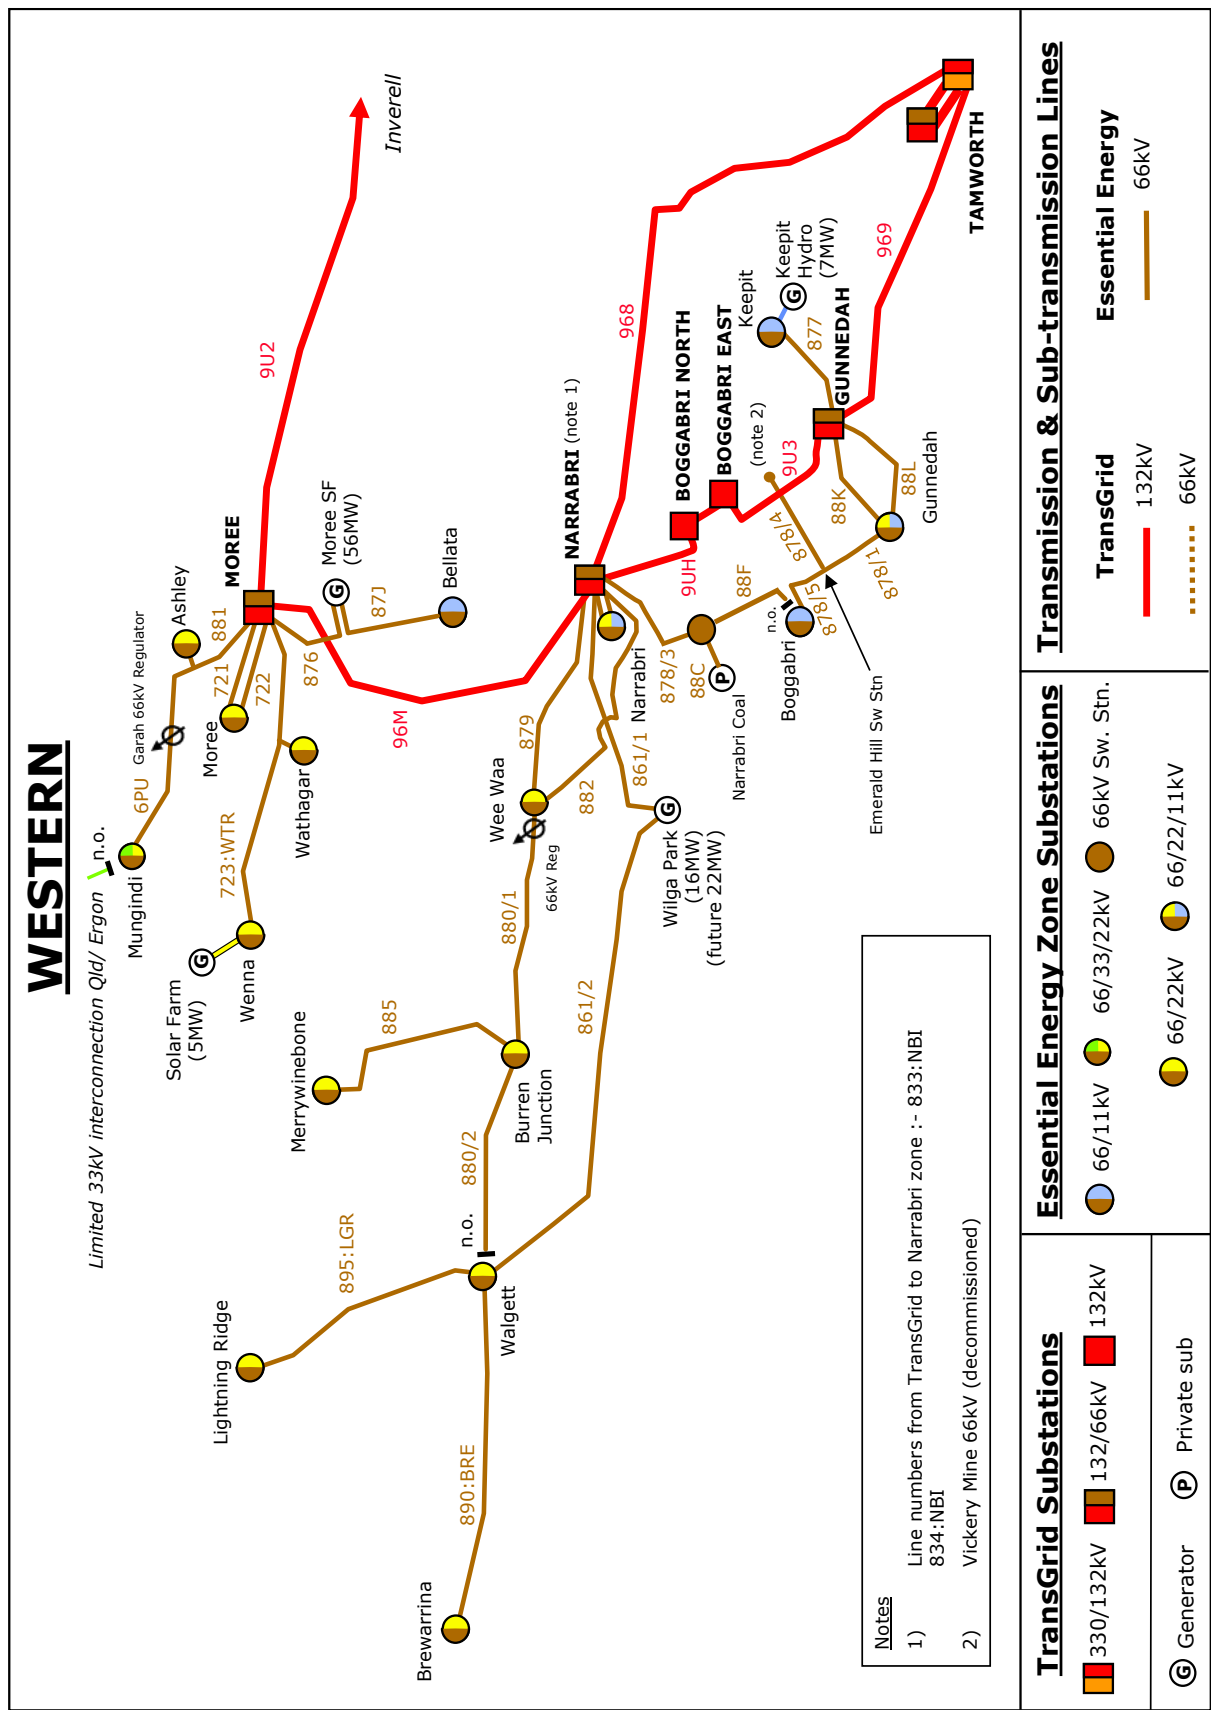 WESTERN
Limited 33kV interconnection Qld/ Ergon
n.o.
Mungindi
6PU
Garah 66kV Regulator
Ashley
881
MOREE
721
722
Moree
876
Moree SF
(56MW)
87J
Bellata
9U2
Inverell
723:WTR
Wathagar
Solar Farm
(5MW)
Wenna
96M
Merrywinebone
885
Lightning Ridge
895:LGR
Brewarrina
890:BRE
Walgett
n.o.
880/2
Burren
Junction
880/1
66kV Reg
Wee Waa
879
882
861/1
861/2
Wilga Park
(16MW)
(future 22MW)
NARRABRI (note 1)
Narrabri
968
878/3
88C
Narrabri Coal
88F
9UH
BOGGABRI NORTH
BOGGABRI EAST
n.o.
Boggabri
878/5
878/4
(note 2)
878/1
Emerald Hill Sw Stn
9U3
88K
88L
Gunnedah
GUNNEDAH
877
Keepit
Keepit
Hydro
(7MW)
969
TAMWORTH
G
G
G
G
P
Notes
1) Line numbers from TransGrid to Narrabri zone :- 833:NBI
834:NBI
2) Vickery Mine 66kV (decommissioned)
TransGrid Substations
330/132kV
132/66kV
132kV
G Generator
P Private sub
Essential Energy Zone Substations
66/11kV
66/33/22kV
66kV Sw. Stn.
66/22kV
66/22/11kV
Transmission & Sub-transmission Lines
TransGrid
132kV
66kV
Essential Energy
66kV